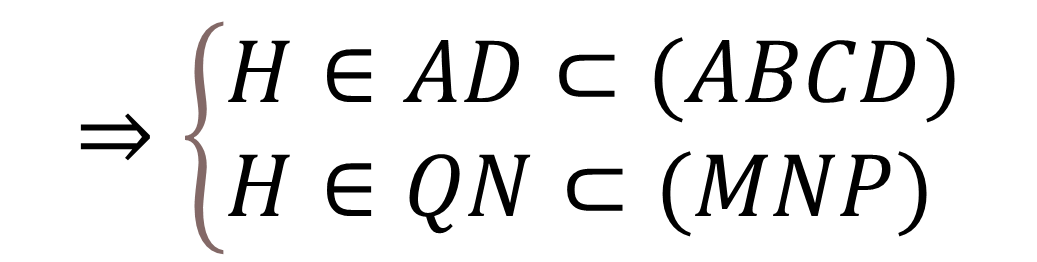 ⇒ { H ∈ AD ⊂ (ABCD)
H ∈ QN ⊂ (MNP)